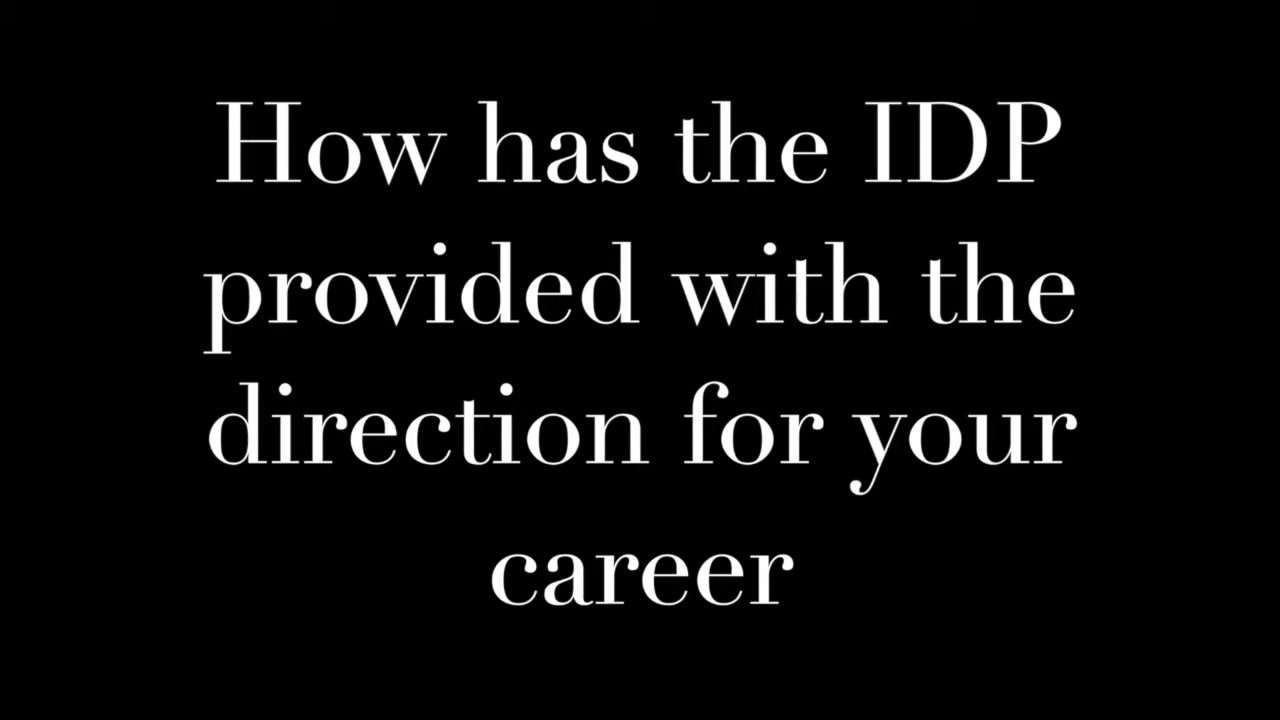 How has the IDP
provided with the
direction for your
career